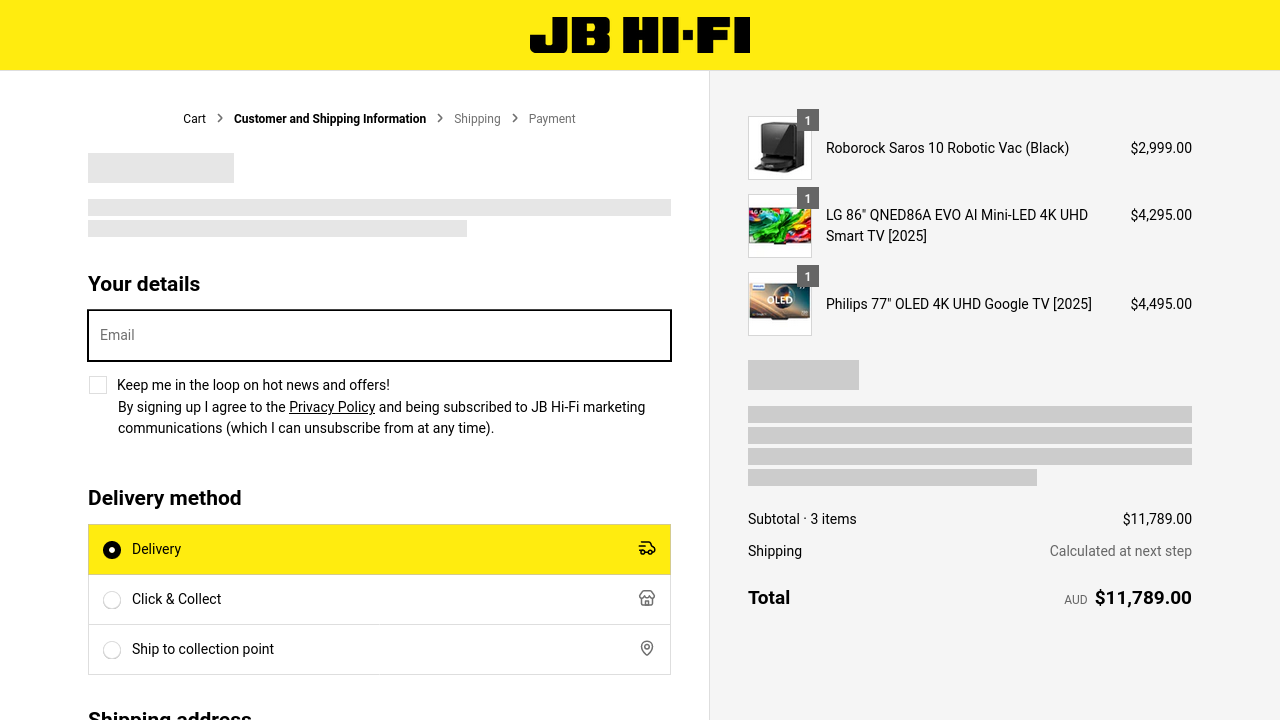 JB HI-FI
Cart
Customer and Shipping Information
Shipping
Payment
Your details
Email
Keep me in the loop on hot news and offers!
By signing up I agree to the Privacy Policy and being subscribed to JB Hi-Fi marketing
communications (which I can unsubscribe from at any time).
Delivery method
Delivery
Click & Collect
Ship to collection point
Shipping address
1
Roborock Saros 10 Robotic Vac (Black)
$2,999.00
1
LG 86" QNED86A EVO AI Mini-LED 4K UHD
Smart TV [2025]
$4,295.00
1
OLED
Philips 77" OLED 4K UHD Google TV [2025]
$4,495.00
Subtotal · 3 items
$11,789.00
Shipping
Calculated at next step
Total
AUD $11,789.00